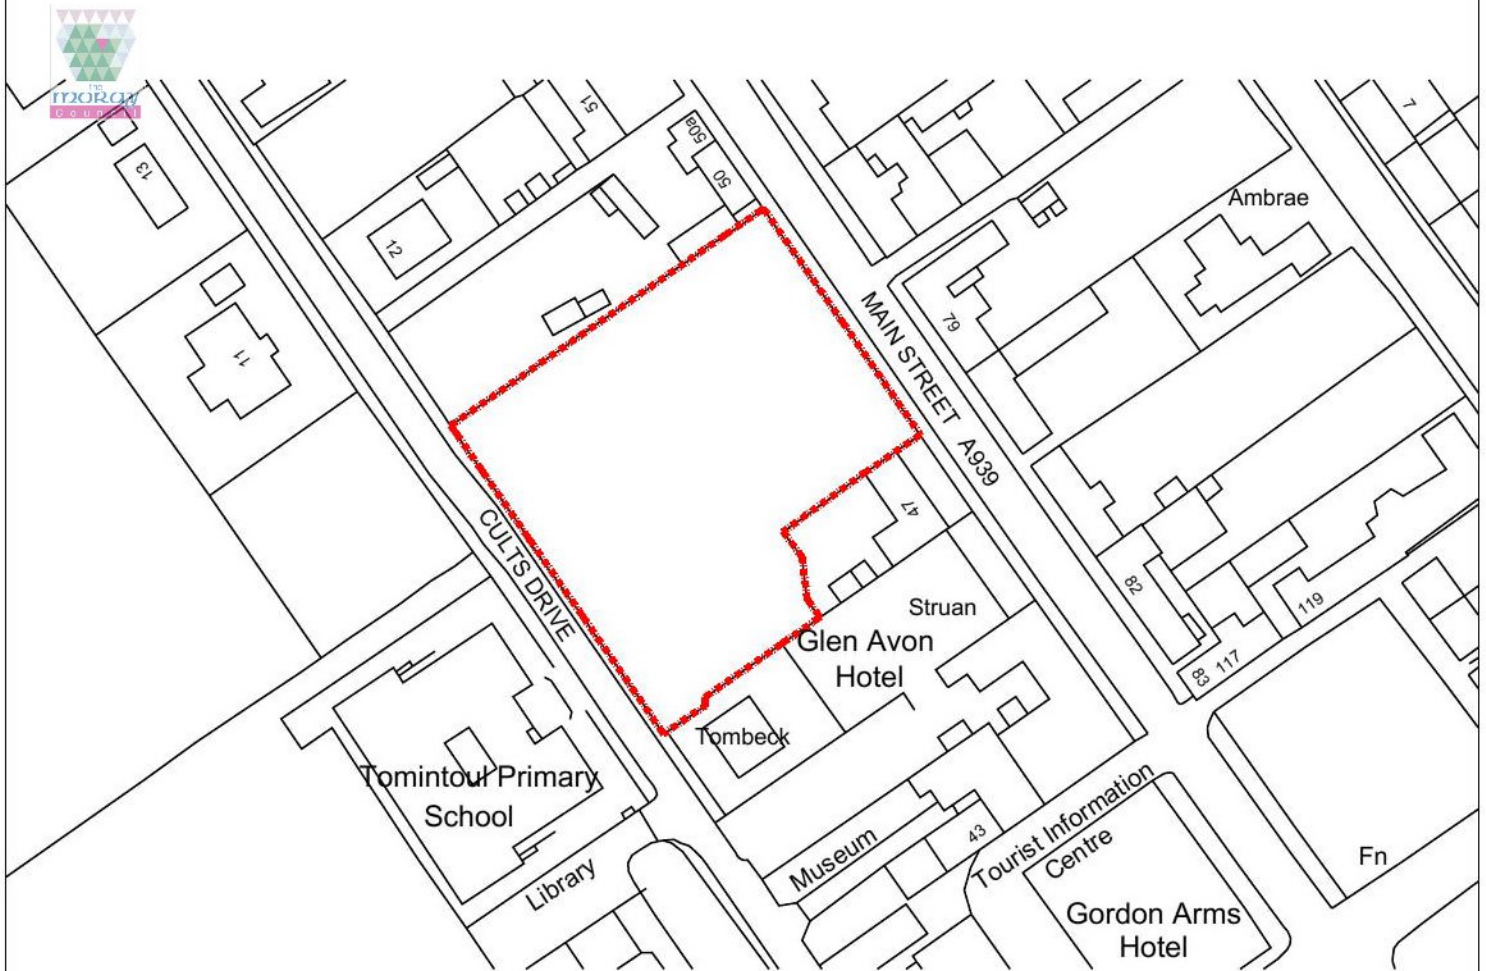 the
moray
Council
51
50a
7
13
50
Ambrae
12
MAIN STREET A939
79
11
47
CULTS DRIVE
82
119
Struan
Glen Avon
Hotel
83 117
Tombeck
Tomintoul Primary
School
Tourist Information
Centre
43
Museum
Library
Fn
Gordon Arms
Hotel